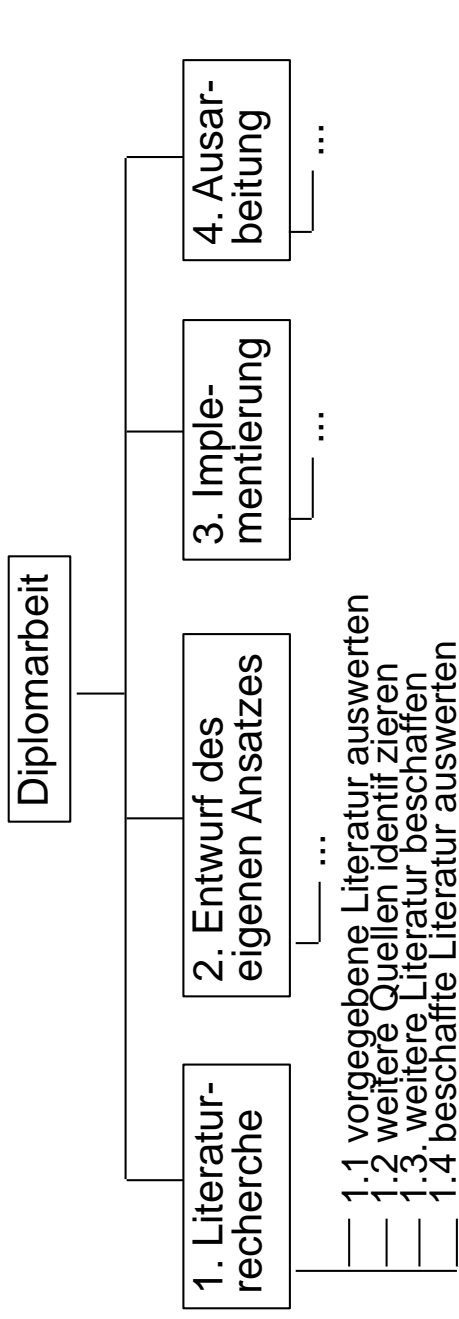 Diplomarbeit
1. Literatur-
recherche
1.1 vorgegebene Literatur auswerten
1.2 weitere Quellen identif zieren
1.3. weitere Literatur beschaffen
1.4 beschaffte Literatur auswerten
2. Entwurf des
eigenen Ansatzes
...
3. Imple-
mentierung
...
4. Ausar-
beitung
...